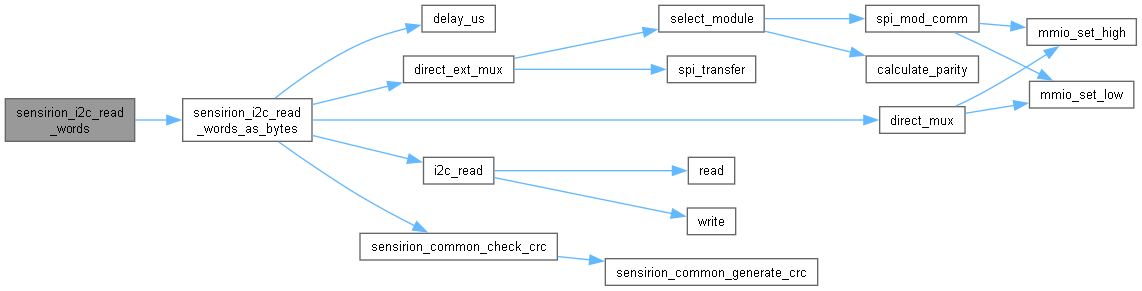 sensirion_i2c_read
_words
sensirion_i2c_read
_words_as_bytes
delay_us
direct_ext_mux
i2c_read
sensirion_common_check_crc
select_module
spi_transfer
read
write
sensirion_common_generate_crc
spi_mod_comm
calculate_parity
direct_mux
mmio_set_high
mmio_set_low